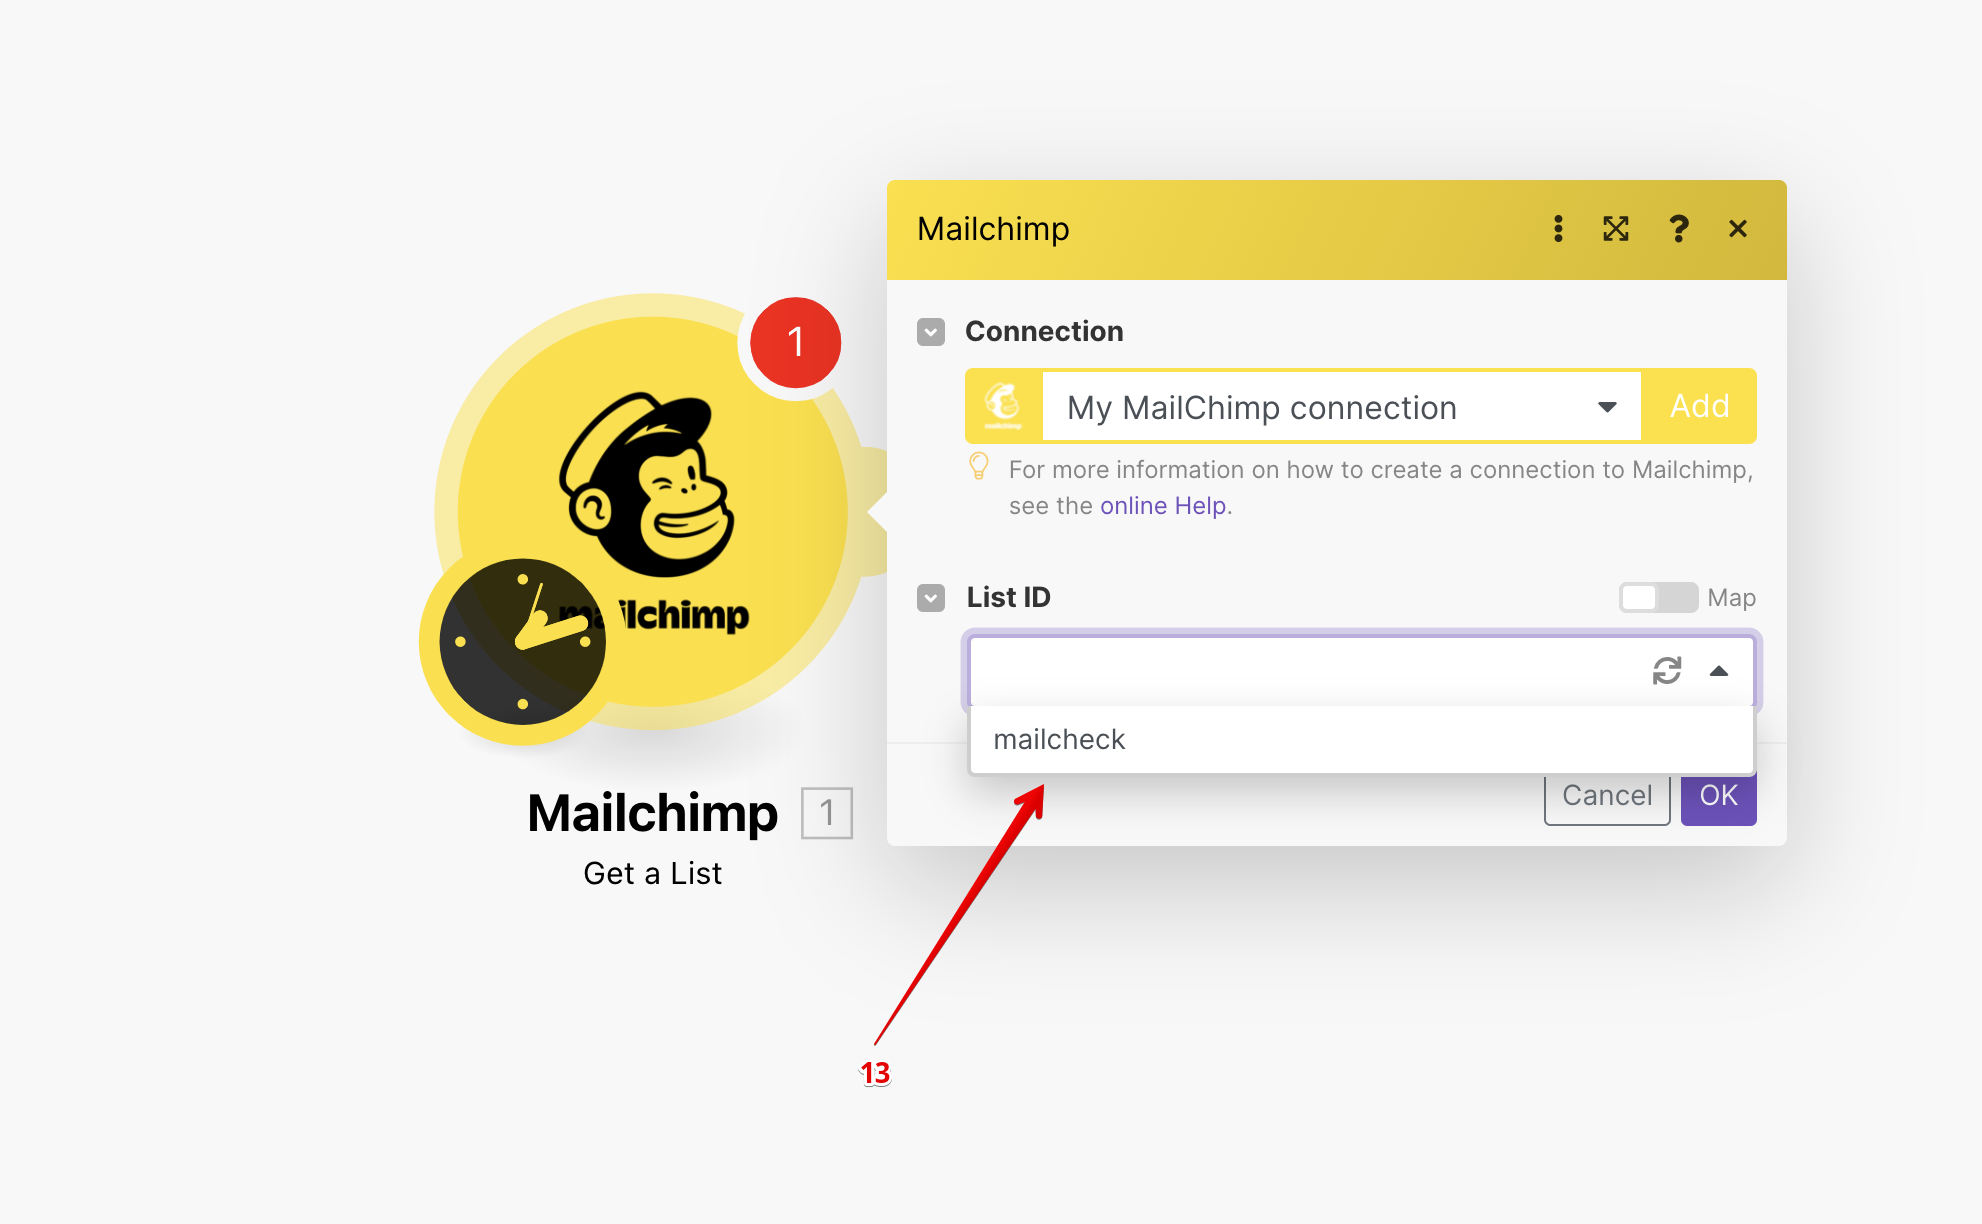 Mailchimp
Connection
mailchimp
My MailChimp connection
Add
For more information on how to create a connection to Mailchimp,
see the online Help.
List ID
Map
mailcheck
Cancel
OK
1
mailchimp
Mailchimp 1
Get a List
13